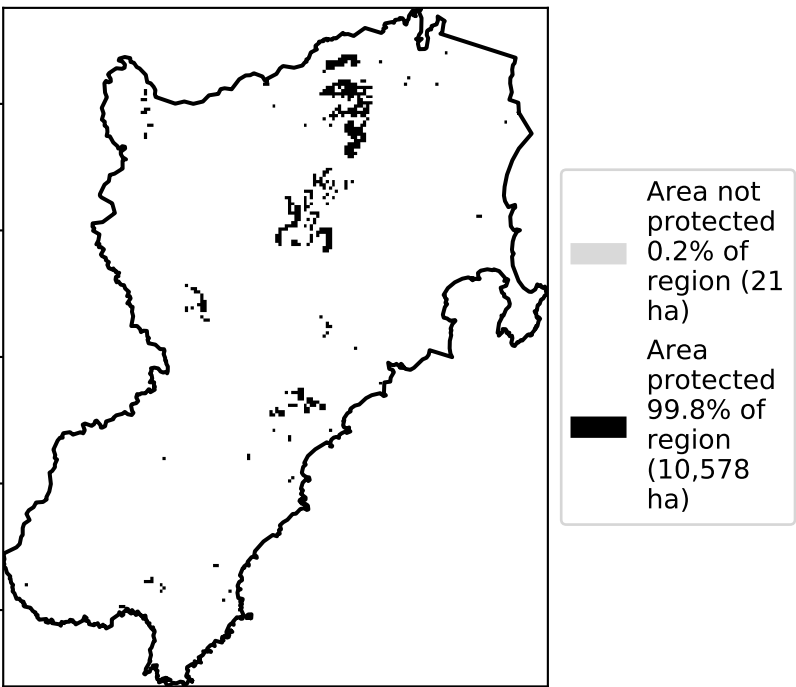 Area not
protected
0.2% of
region (21
ha)
Area
protected
99.8% of
region
(10,578
ha)